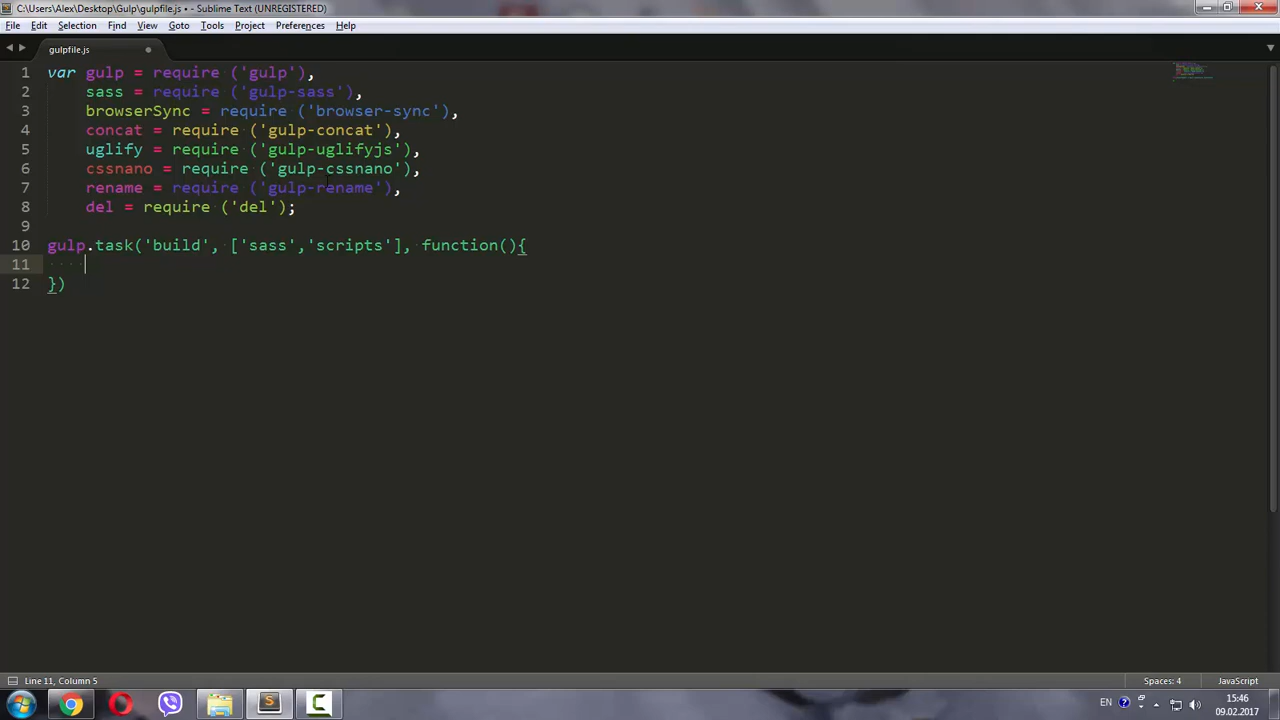 C:\Users\Alex\Desktop\Gulp\gulpfile.js • - Sublime Text (UNREGISTERED)
File Edit Selection Find View Goto Tools Project Preferences Help
gulpfile.js
1 var gulp = require ('gulp'),
2 sass = require ('gulp-sass'),
3 browserSync = require ('browser-sync'),
4 concat = require ('gulp-concat'),
5 uglify = require ('gulp-uglifyjs'),
6 cssnano = require ('gulp-cssnano'),
7 rename = require ('gulp-rename'),
8 del = require ('del');
9
10 gulp.task('build', ['sass','scripts'], function(){
11
12 })
Line 11, Column 5 Spaces: 4 JavaScript
EN 15:46
09.02.2017